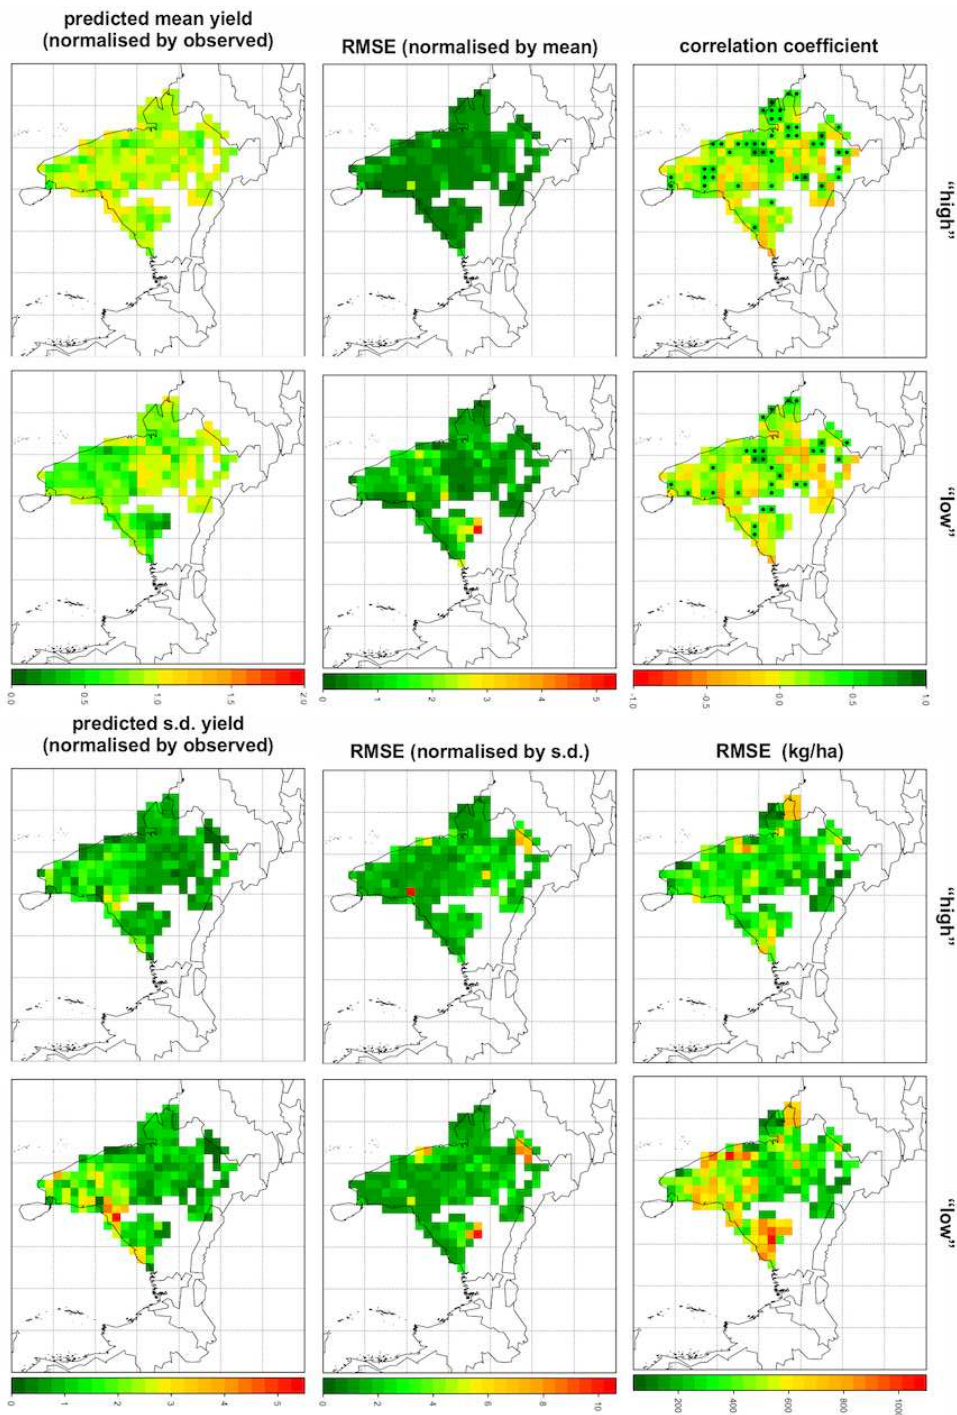 predicted mean yield
(normalised by observed)
RMSE (normalised by mean)
correlation coefficient
"high"
"low"
0.0 0.5 1.0 1.5 2.0
0 1 2 3 4 5
-1.0 -0.5 0.0 0.5 1.0
predicted s.d. yield
(normalised by observed)
RMSE (normalised by s.d.)
RMSE (kg/ha)
"high"
"low"
0 1 2 3 4 5
0 2 4 6 8 10
200 400 600 800 1000